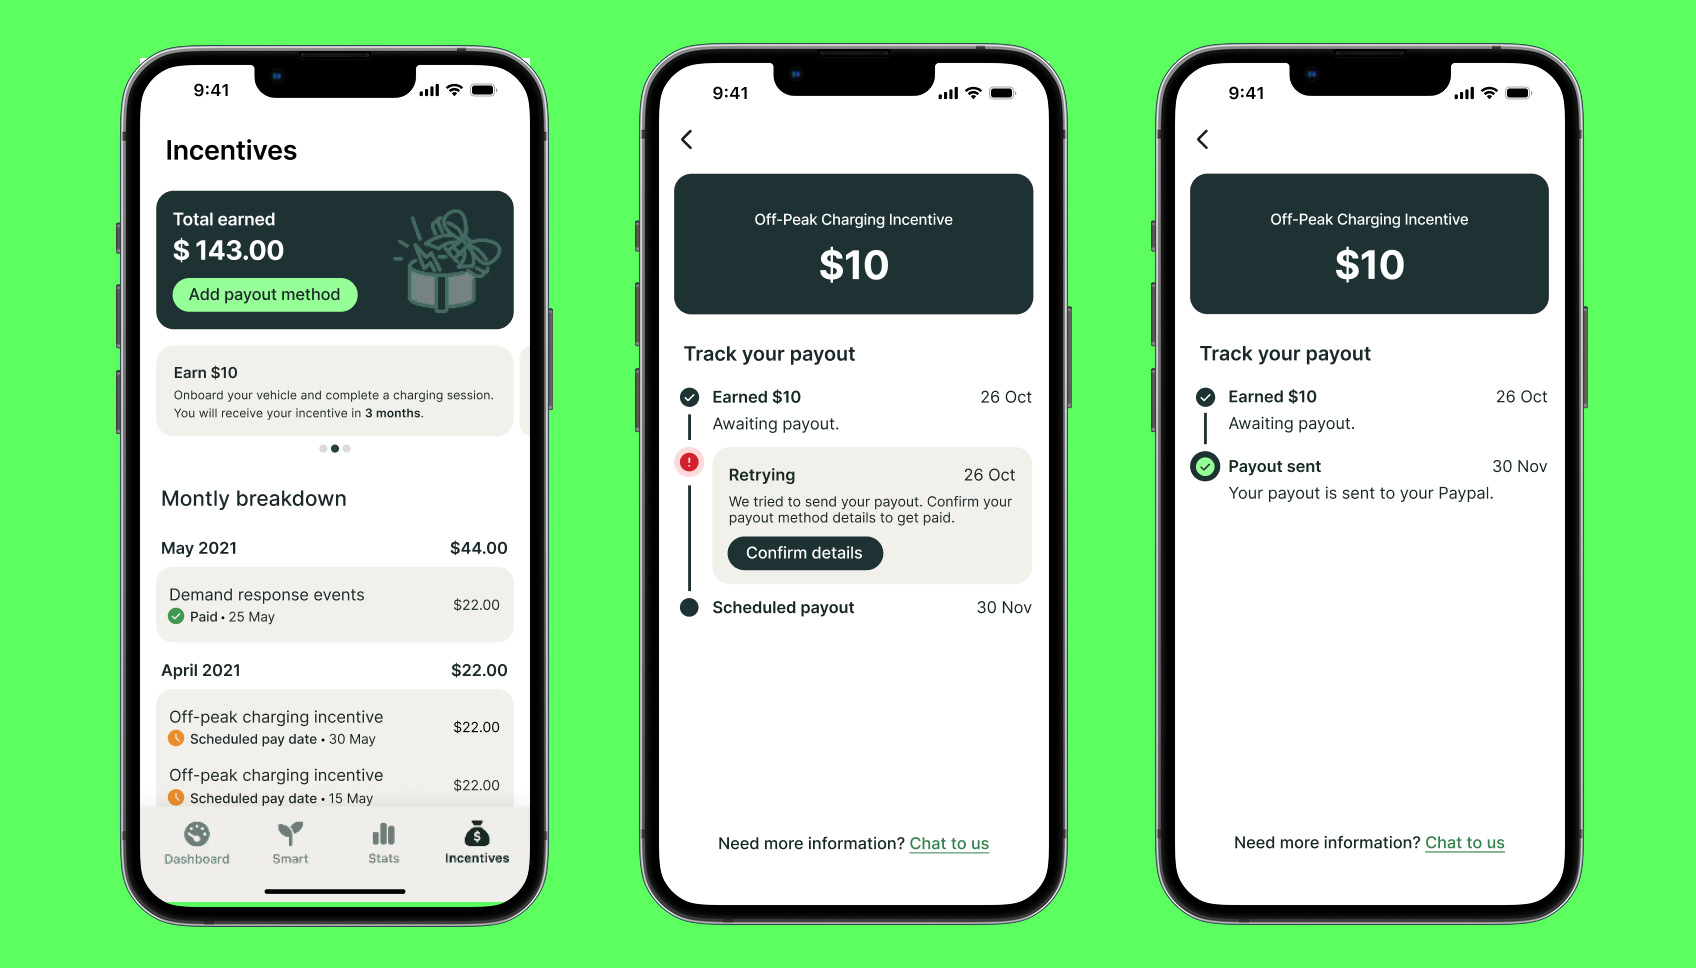 9:41
Incentives
Total earned
$ 143.00
Add payout method
Earn $10
Onboard your vehicle and complete a charging session.
You will receive your incentive in 3 months.
Montly breakdown
May 2021 $44.00
Demand response events
$22.00
Paid • 25 May
April 2021 $22.00
Off-peak charging incentive
$22.00
Scheduled pay date • 30 May
Off-peak charging incentive
$22.00
Scheduled pay date • 15 May
Dashboard Smart Stats Incentives
9:41
Off-Peak Charging Incentive
$10
Track your payout
Earned $10 26 Oct
Awaiting payout.
Retrying 26 Oct
We tried to send your payout. Confirm your
payout method details to get paid.
Confirm details
Scheduled payout 30 Nov
Need more information? Chat to us
9:41
Off-Peak Charging Incentive
$10
Track your payout
Earned $10 26 Oct
Awaiting payout.
Payout sent 30 Nov
Your payout is sent to your Paypal.
Need more information? Chat to us